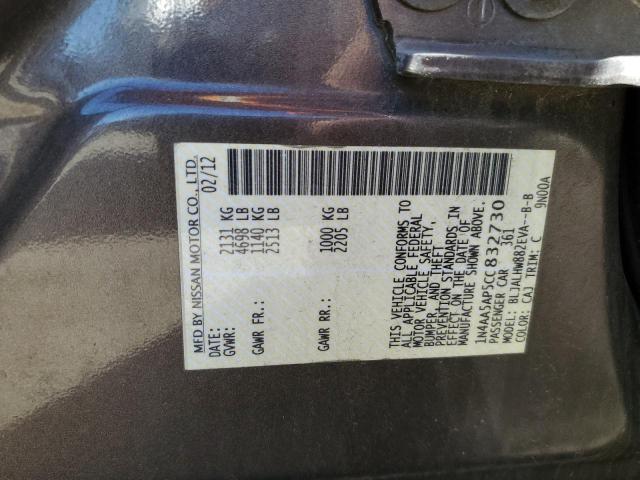 MFD BY NISSAN MOTOR CO., LTD.
DATE: 02/12
GVWR: 2131 KG
4698 LB
GAWR FR.: 1140 KG
2513 LB
GAWR RR.: 1000 KG
2205 LB
THIS VEHICLE CONFORMS TO
ALL APPLICABLE FEDERAL
MOTOR VEHICLE SAFETY,
BUMPER, AND THEFT
PREVENTION STANDARDS IN
EFFECT ON THE DATE OF
MANUFACTURE SHOWN ABOVE.
1N4AA5AP5CC832730
PASSENGER CAR 361
MODEL: BLJALHW682EVA--B-B
COLOR: CAJ TRIM: C 9N00A